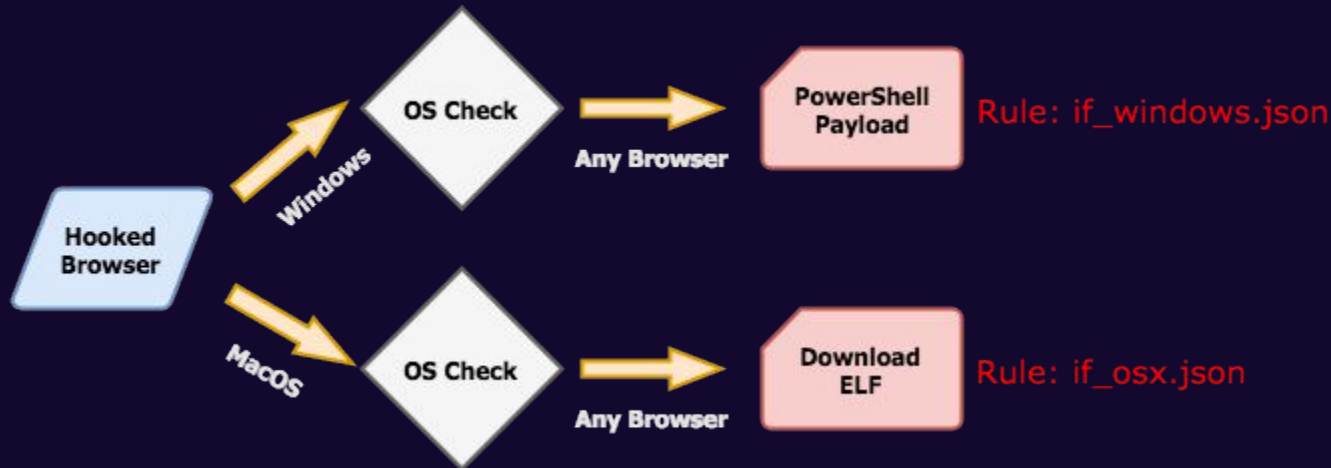 Hooked
Browser
Windows
OS Check
Any Browser
PowerShell
Payload
Rule: if_windows.json
MacOS
OS Check
Any Browser
Download
ELF
Rule: if_osx.json